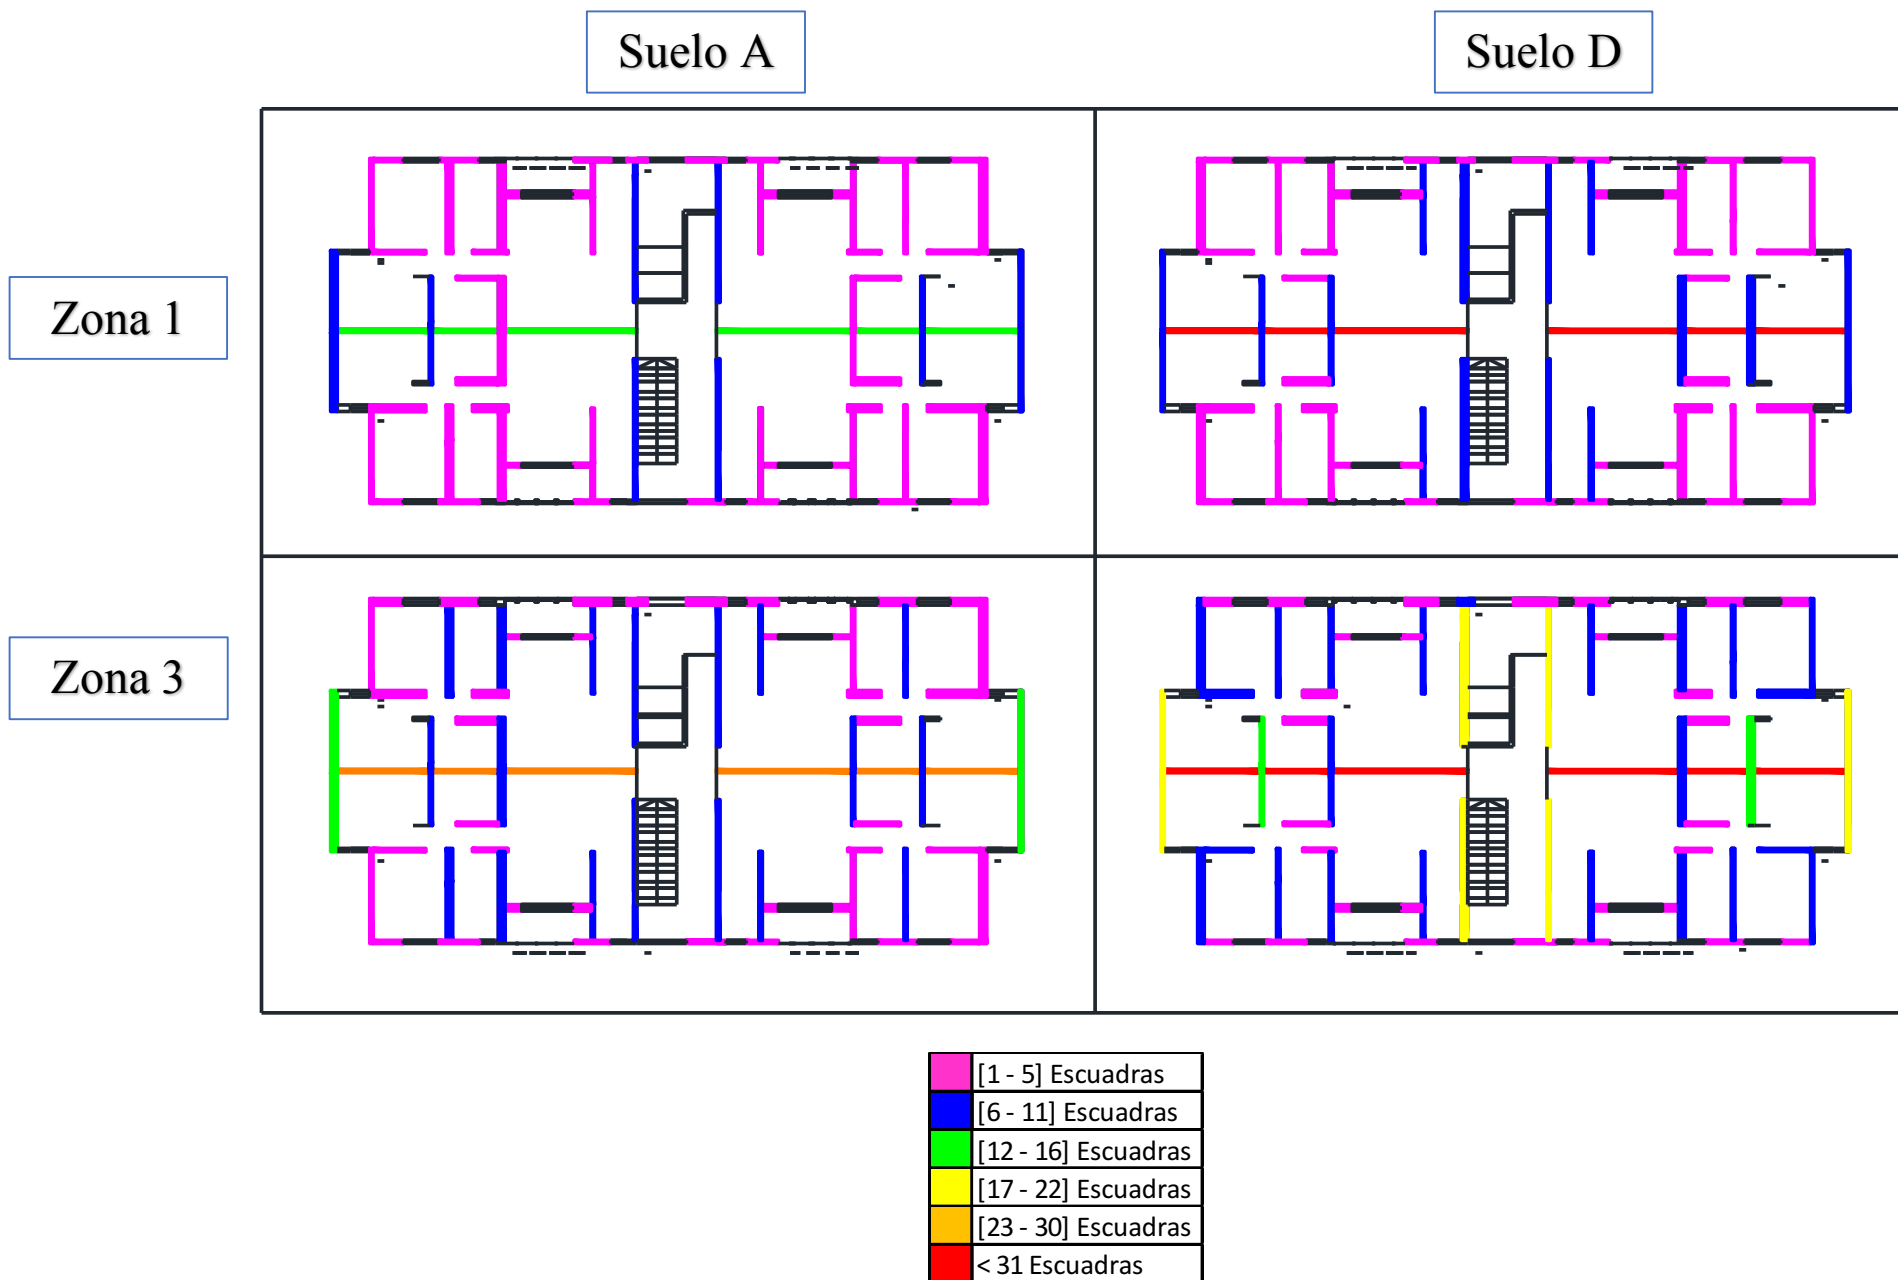 Suelo A
Suelo D
Zona 1
Zona 3
[1 - 5] Escuadras
[6 - 11] Escuadras
[12 - 16] Escuadras
[17 - 22] Escuadras
[23 - 30] Escuadras
< 31 Escuadras